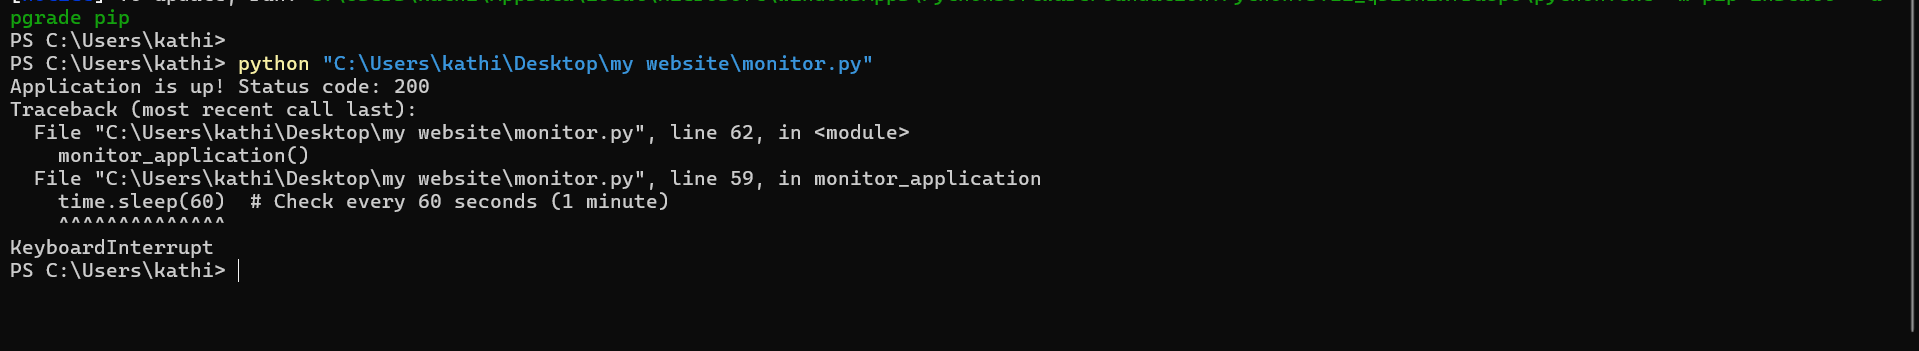 pgrade pip
PS C:\Users\kathi>
PS C:\Users\kathi> python "C:\Users\kathi\Desktop\my website\monitor.py"
Application is up! Status code: 200
Traceback (most recent call last):
  File "C:\Users\kathi\Desktop\my website\monitor.py", line 62, in <module>
    monitor_application()
  File "C:\Users\kathi\Desktop\my website\monitor.py", line 59, in monitor_application
    time.sleep(60)  # Check every 60 seconds (1 minute)
    ^^^^^^^^^^^^^^
KeyboardInterrupt
PS C:\Users\kathi>